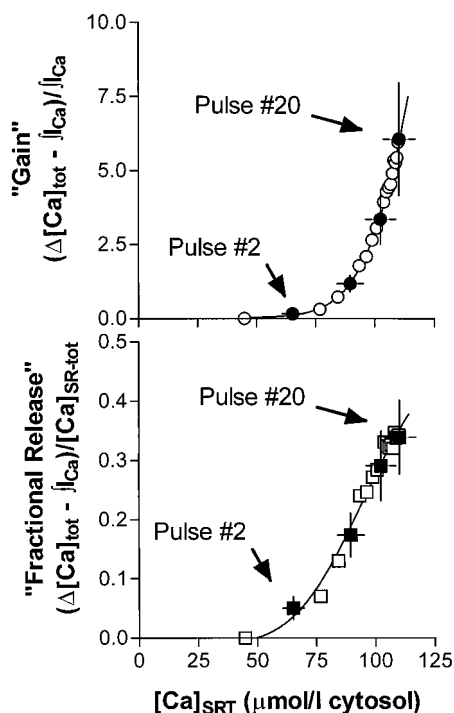 "Gain"
(Δ[Ca]tot - ∫ICa)/∫ICa
10.0
7.5
5.0
2.5
0.0
Pulse #20
Pulse #2
"Fractional Release"
(Δ[Ca]tot - ∫ICa)/[Ca]SR-tot
0.5
0.4
0.3
0.2
0.1
0.0
Pulse #20
Pulse #2
0 25 50 75 100 125
[Ca]SRT (μmol/l cytosol)